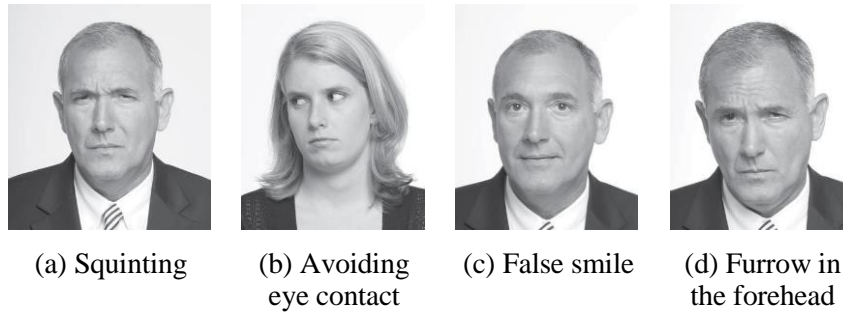 (a) Squinting
(b) Avoiding
eye contact
(c) False smile
(d) Furrow in
the forehead